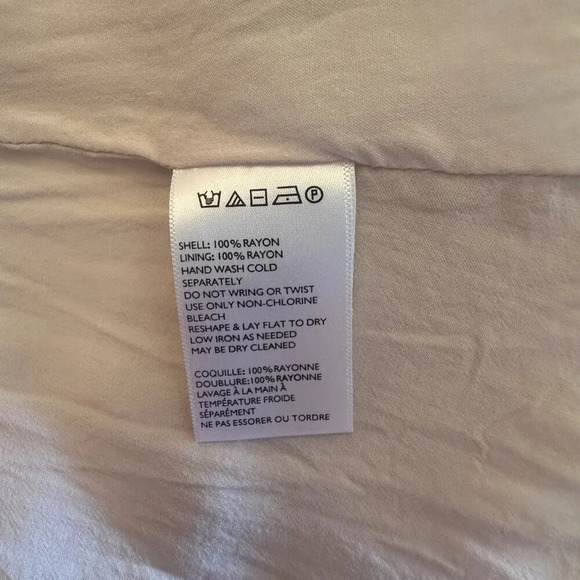 P
SHELL: 100% RAYON
LINING: 100% RAYON
HAND WASH COLD
SEPARATELY
DO NOT WRING OR TWIST
USE ONLY NON-CHLORINE
BLEACH
RESHAPE & LAY FLAT TO DRY
LOW IRON AS NEEDED
MAY BE DRY CLEANED
COQUILLE: 100% RAYONNE
DOUBLURE:100% RAYONNE
LAVAGE À LA MAIN À
TEMPÉRATURE FROIDE
SÉPARÉMENT
NE PAS ESSORER OU TORDRE